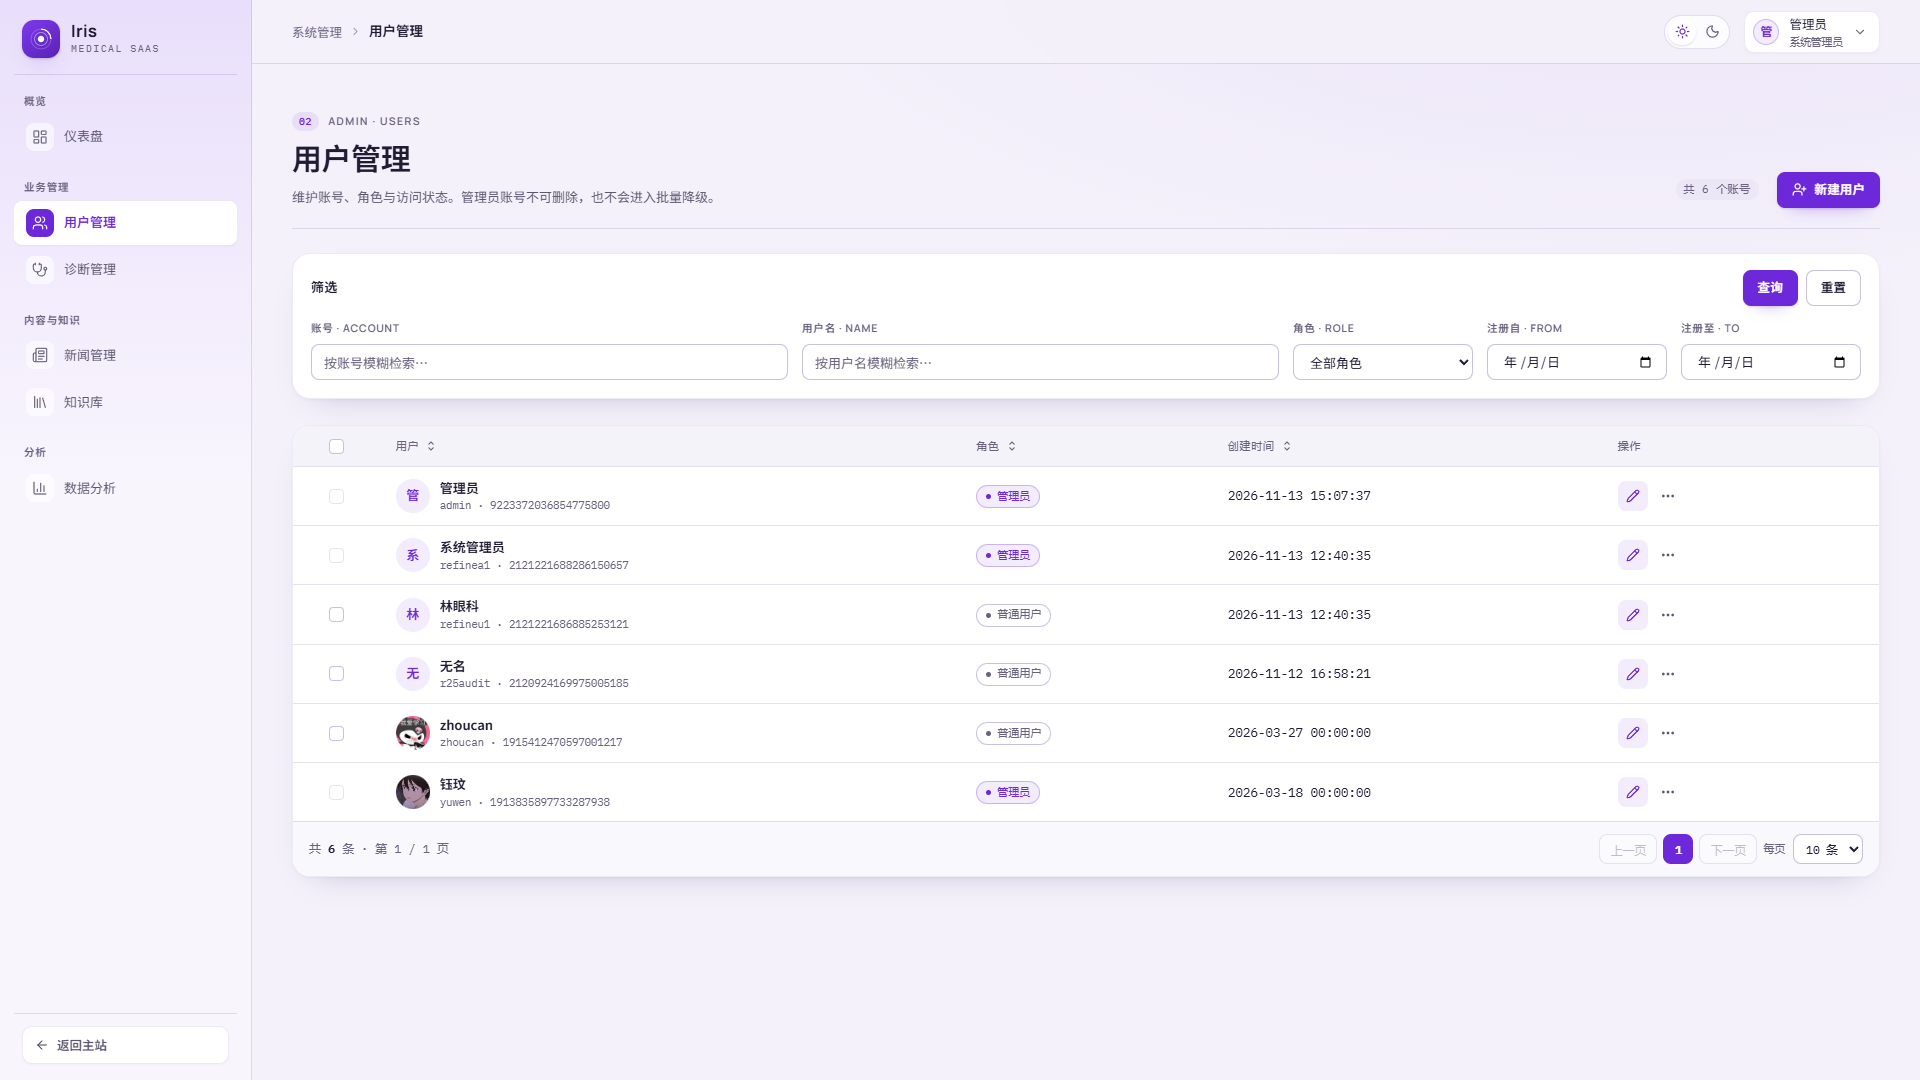 Iris
MEDICAL SAAS
概览
仪表盘
业务管理
用户管理
诊断管理
内容与知识
新闻管理
知识库
分析
数据分析
返回主站
系统管理 > 用户管理
管 管理员
系统管理员
02 ADMIN · USERS
用户管理
维护账号、角色与访问状态。管理员账号不可删除，也不会进入批量降级。
共 6 个账号
新建用户
筛选
查询 重置
账号 · ACCOUNT 用户名 · NAME 角色 · ROLE 注册自 · FROM 注册至 · TO
按账号模糊检索… 按用户名模糊检索… 全部角色 年 /月/日 年 /月/日
用户 角色 创建时间 操作
管 管理员 管理员 2026-11-13 15:07:37
admin · 9223372036854775800
系 系统管理员 管理员 2026-11-13 12:40:35
refinea1 · 2121221688286150657
林 林眼科 普通用户 2026-11-13 12:40:35
refineu1 · 2121221686885253121
无 无名 普通用户 2026-11-12 16:58:21
r25audit · 2120924169975005185
zhoucan 普通用户 2026-03-27 00:00:00
zhoucan · 1915412470597001217
钰玟 管理员 2026-03-18 00:00:00
yuwen · 1913835897733287938
共 6 条 · 第 1 / 1 页 上一页 1 下一页 每页 10 条